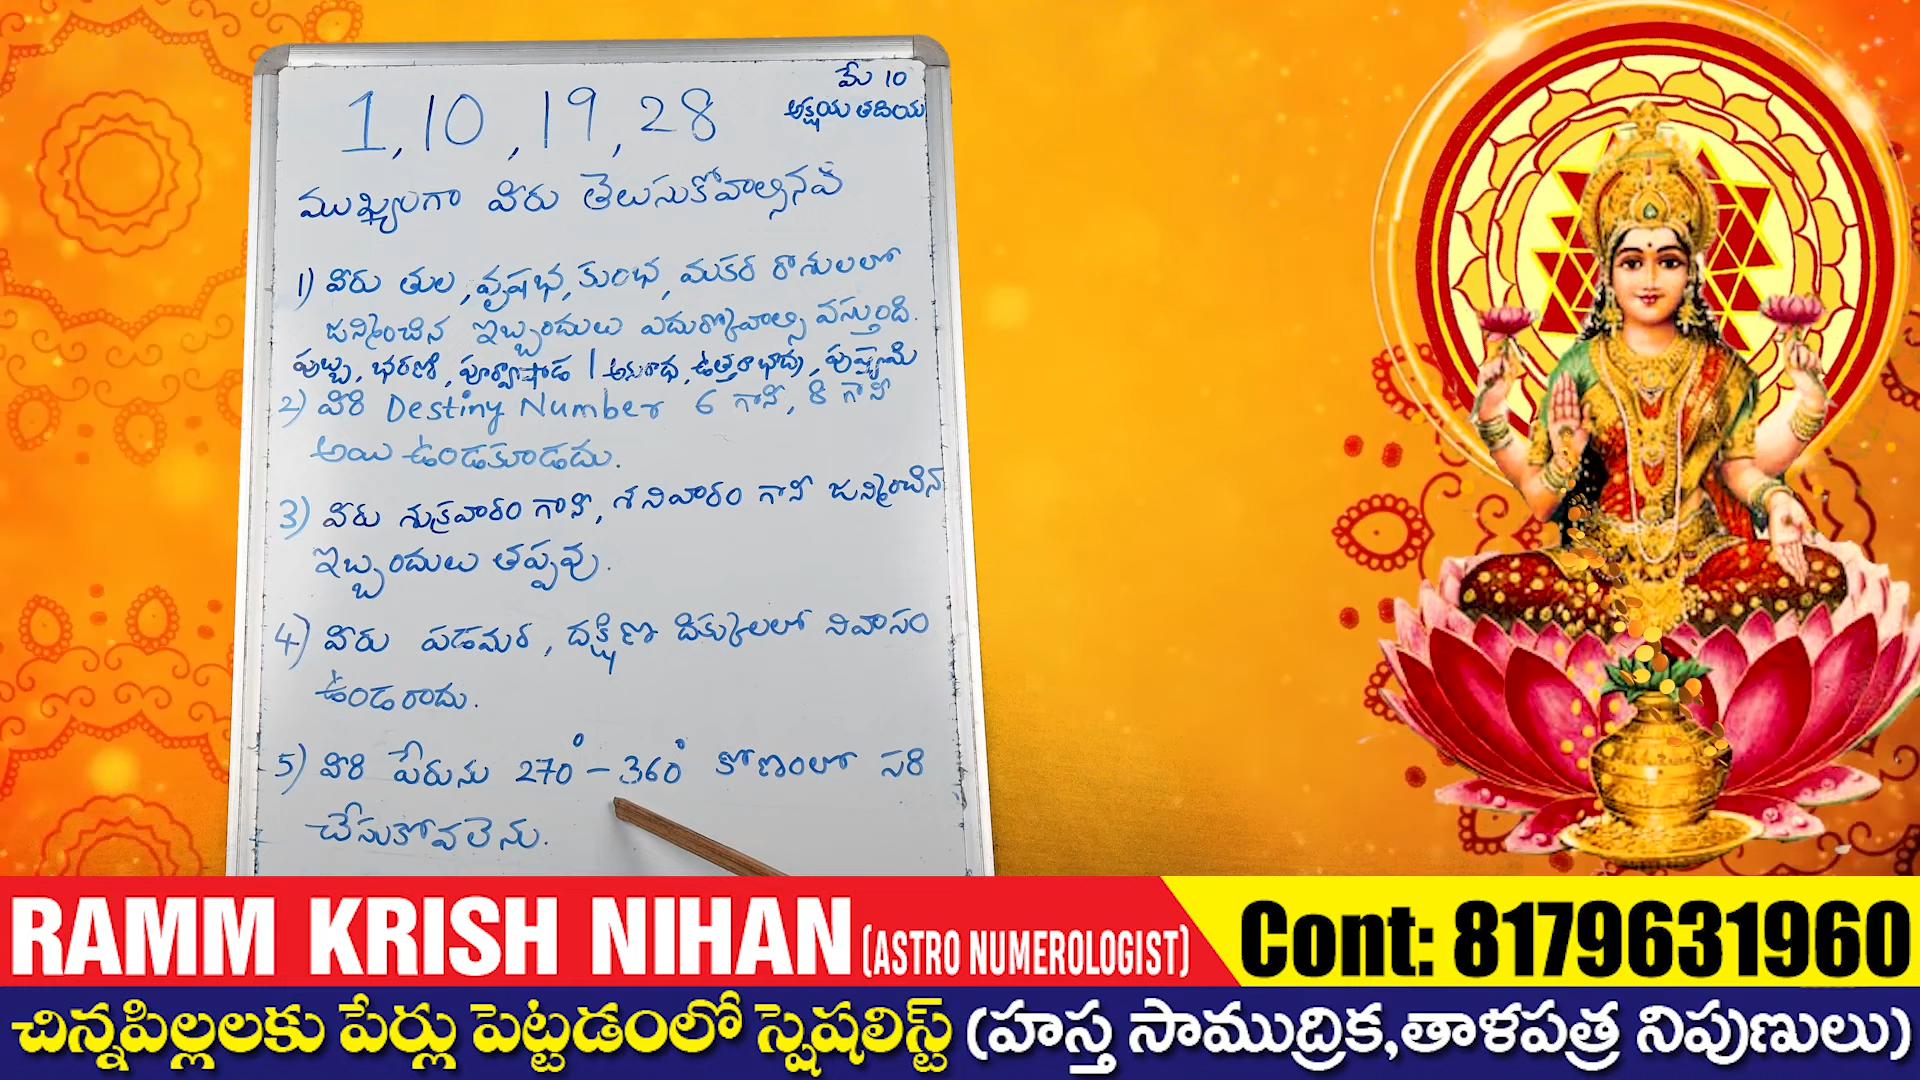 మే 10
అక్షయ తదియ
1, 10, 19, 28
ముఖ్యంగా వీరు తెలుసుకోవాల్సినవి
1) వీరు తుల, వృషభ, కుంభ, మకర రాశులలో
జన్మించిన ఇబ్బందులు ఎదుర్కోవాల్సి వస్తుంది.
పుబ్బ, భరణి, పూర్వాషాడ / అనురాధ, ఉత్తరాభాద్ర, పుష్యమి
2) వీరి Destiny Number 6 గానీ, 8 గానీ
అయి ఉండకూడదు.
3) వీరు శుక్రవారం గానీ, శనివారం గానీ జన్మించిన
ఇబ్బందులు తప్పవు.
4) వీరు పడమర, దక్షిణ దిక్కులలో నివాసం
ఉండరాదు.
5) వీరి పేరును 270° - 360° కోణంలో సరి
చేసుకోవలెను.
RAMM KRISH NIHAN (ASTRO NUMEROLOGIST) Cont: 8179631960
చిన్నపిల్లలకు పేర్లు పెట్టడంలో స్పెషలిస్ట్ (హస్త సాముద్రిక,తాళపత్ర నిపుణులు)